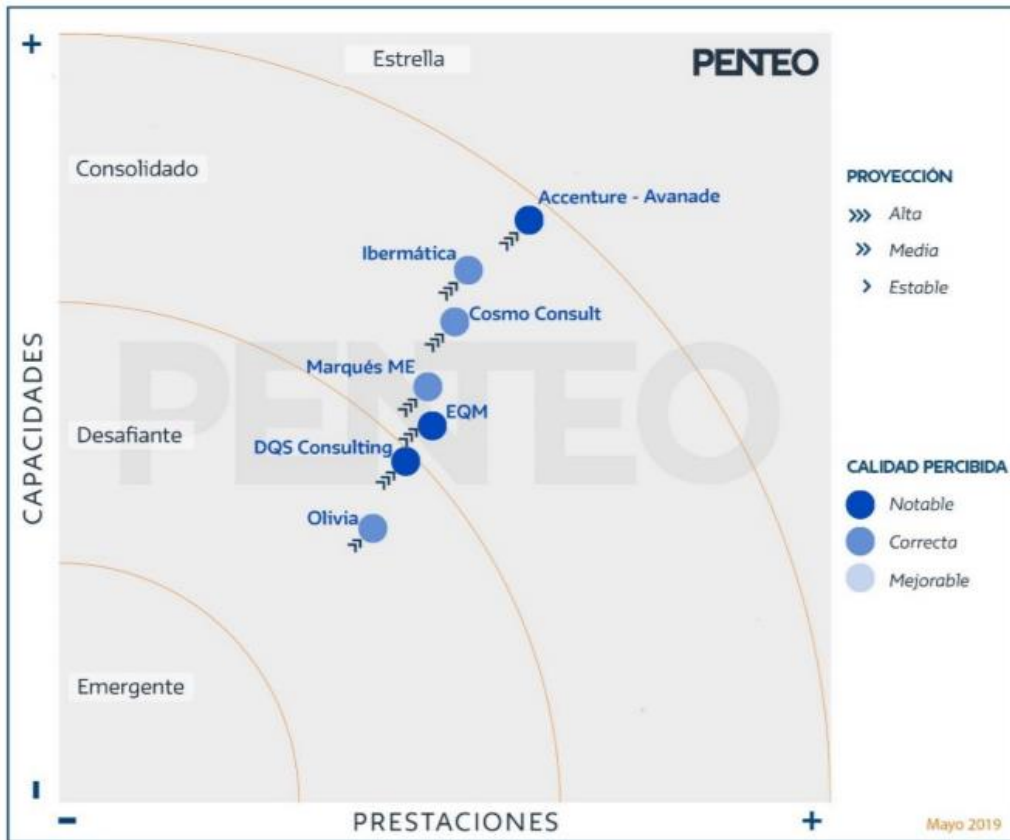 +
Estrella
PENTEO
Consolidado
PROYECCIÓN
Accenture - Avanade
Alta
Ibermática
Media
Estable
Cosmo Consult
CAPACIDADES
PENTEO
Marqués ME
EQM
Desafiante
DQS Consulting
CALIDAD PERCIBIDA
Notable
Olivia
Correcta
Mejorable
Emergente
-
-
PRESTACIONES
+
Mayo 2019